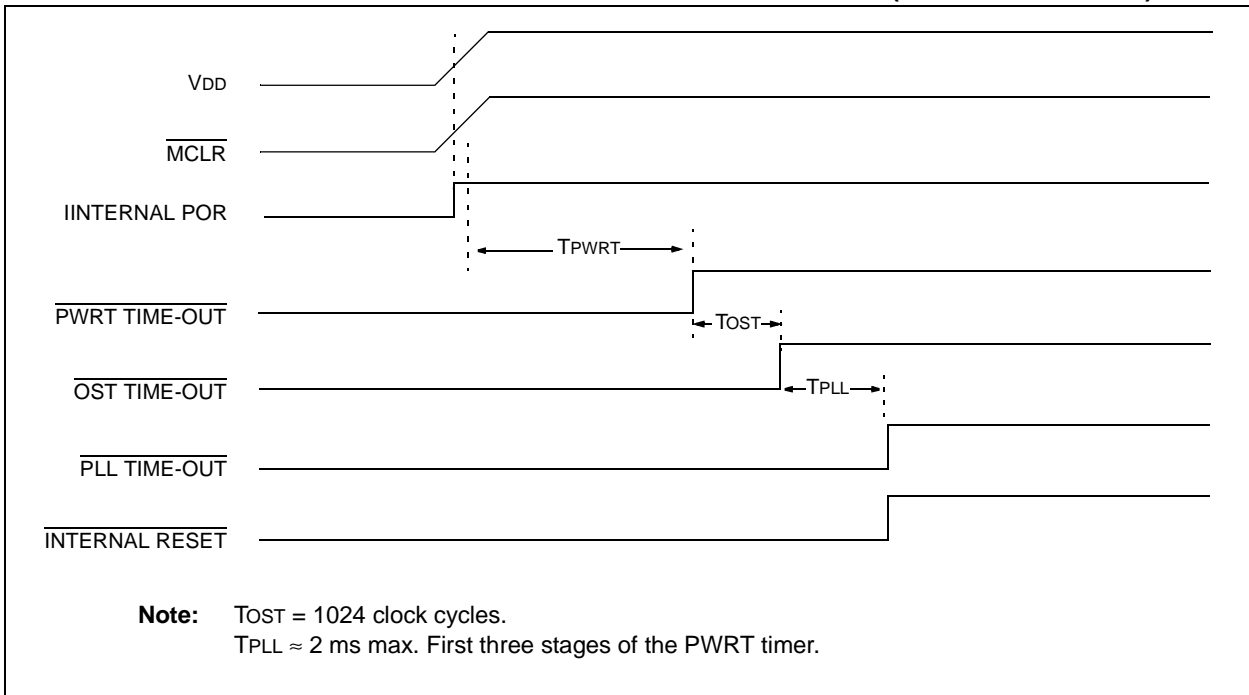 VDD
MCLR
IINTERNAL POR
TPWRT
PWRT TIME-OUT
TOST
OST TIME-OUT
TPLL
PLL TIME-OUT
INTERNAL RESET
Note: TOST = 1024 clock cycles.
TPLL ≈ 2 ms max. First three stages of the PWRT timer.